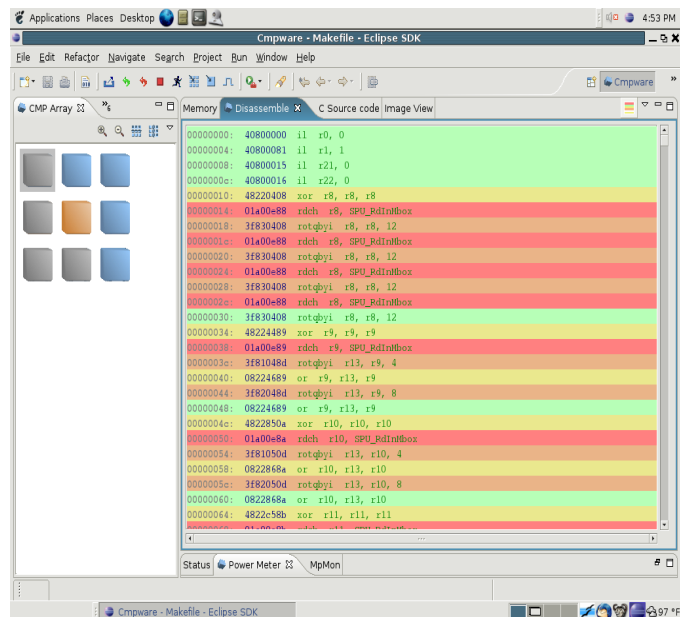 Applications Places Desktop 4:53 PM
Cmpware - Makefile - Eclipse SDK
File Edit Refactor Navigate Search Project Run Window Help
Cmpware »
CMP Array »6 Memory Disassemble C Source code Image View
00000000: 40800000 il r0, 0
00000004: 40800081 il r1, 1
00000008: 40800015 il r21, 0
0000000c: 40800016 il r22, 0
00000010: 48220408 xor r8, r8, r8
00000014: 01a00e88 rdch r8, SPU_RdInMbox
00000018: 3f830408 rotqbyi r8, r8, 12
0000001c: 01a00e88 rdch r8, SPU_RdInMbox
00000020: 3f830408 rotqbyi r8, r8, 12
00000024: 01a00e88 rdch r8, SPU_RdInMbox
00000028: 3f830408 rotqbyi r8, r8, 12
0000002c: 01a00e88 rdch r8, SPU_RdInMbox
00000030: 3f830408 rotqbyi r8, r8, 12
00000034: 48224489 xor r9, r9, r9
00000038: 01a00e89 rdch r9, SPU_RdInMbox
0000003c: 3f81048d rotqbyi r13, r9, 4
00000040: 08224689 or r9, r13, r9
00000044: 3f82048d rotqbyi r13, r9, 8
00000048: 08224689 or r9, r13, r9
0000004c: 4822850a xor r10, r10, r10
00000050: 01a00e8a rdch r10, SPU_RdInMbox
00000054: 3f81050d rotqbyi r13, r10, 4
00000058: 0822868a or r10, r13, r10
0000005c: 3f82050d rotqbyi r13, r10, 8
00000060: 0822868a or r10, r13, r10
00000064: 4822c58b xor r11, r11, r11
00000068: 01a00e8b rdch r11, SPU_RdInMbox
Status Power Meter MpMon
Cmpware - Makefile - Eclipse SDK 97 °F